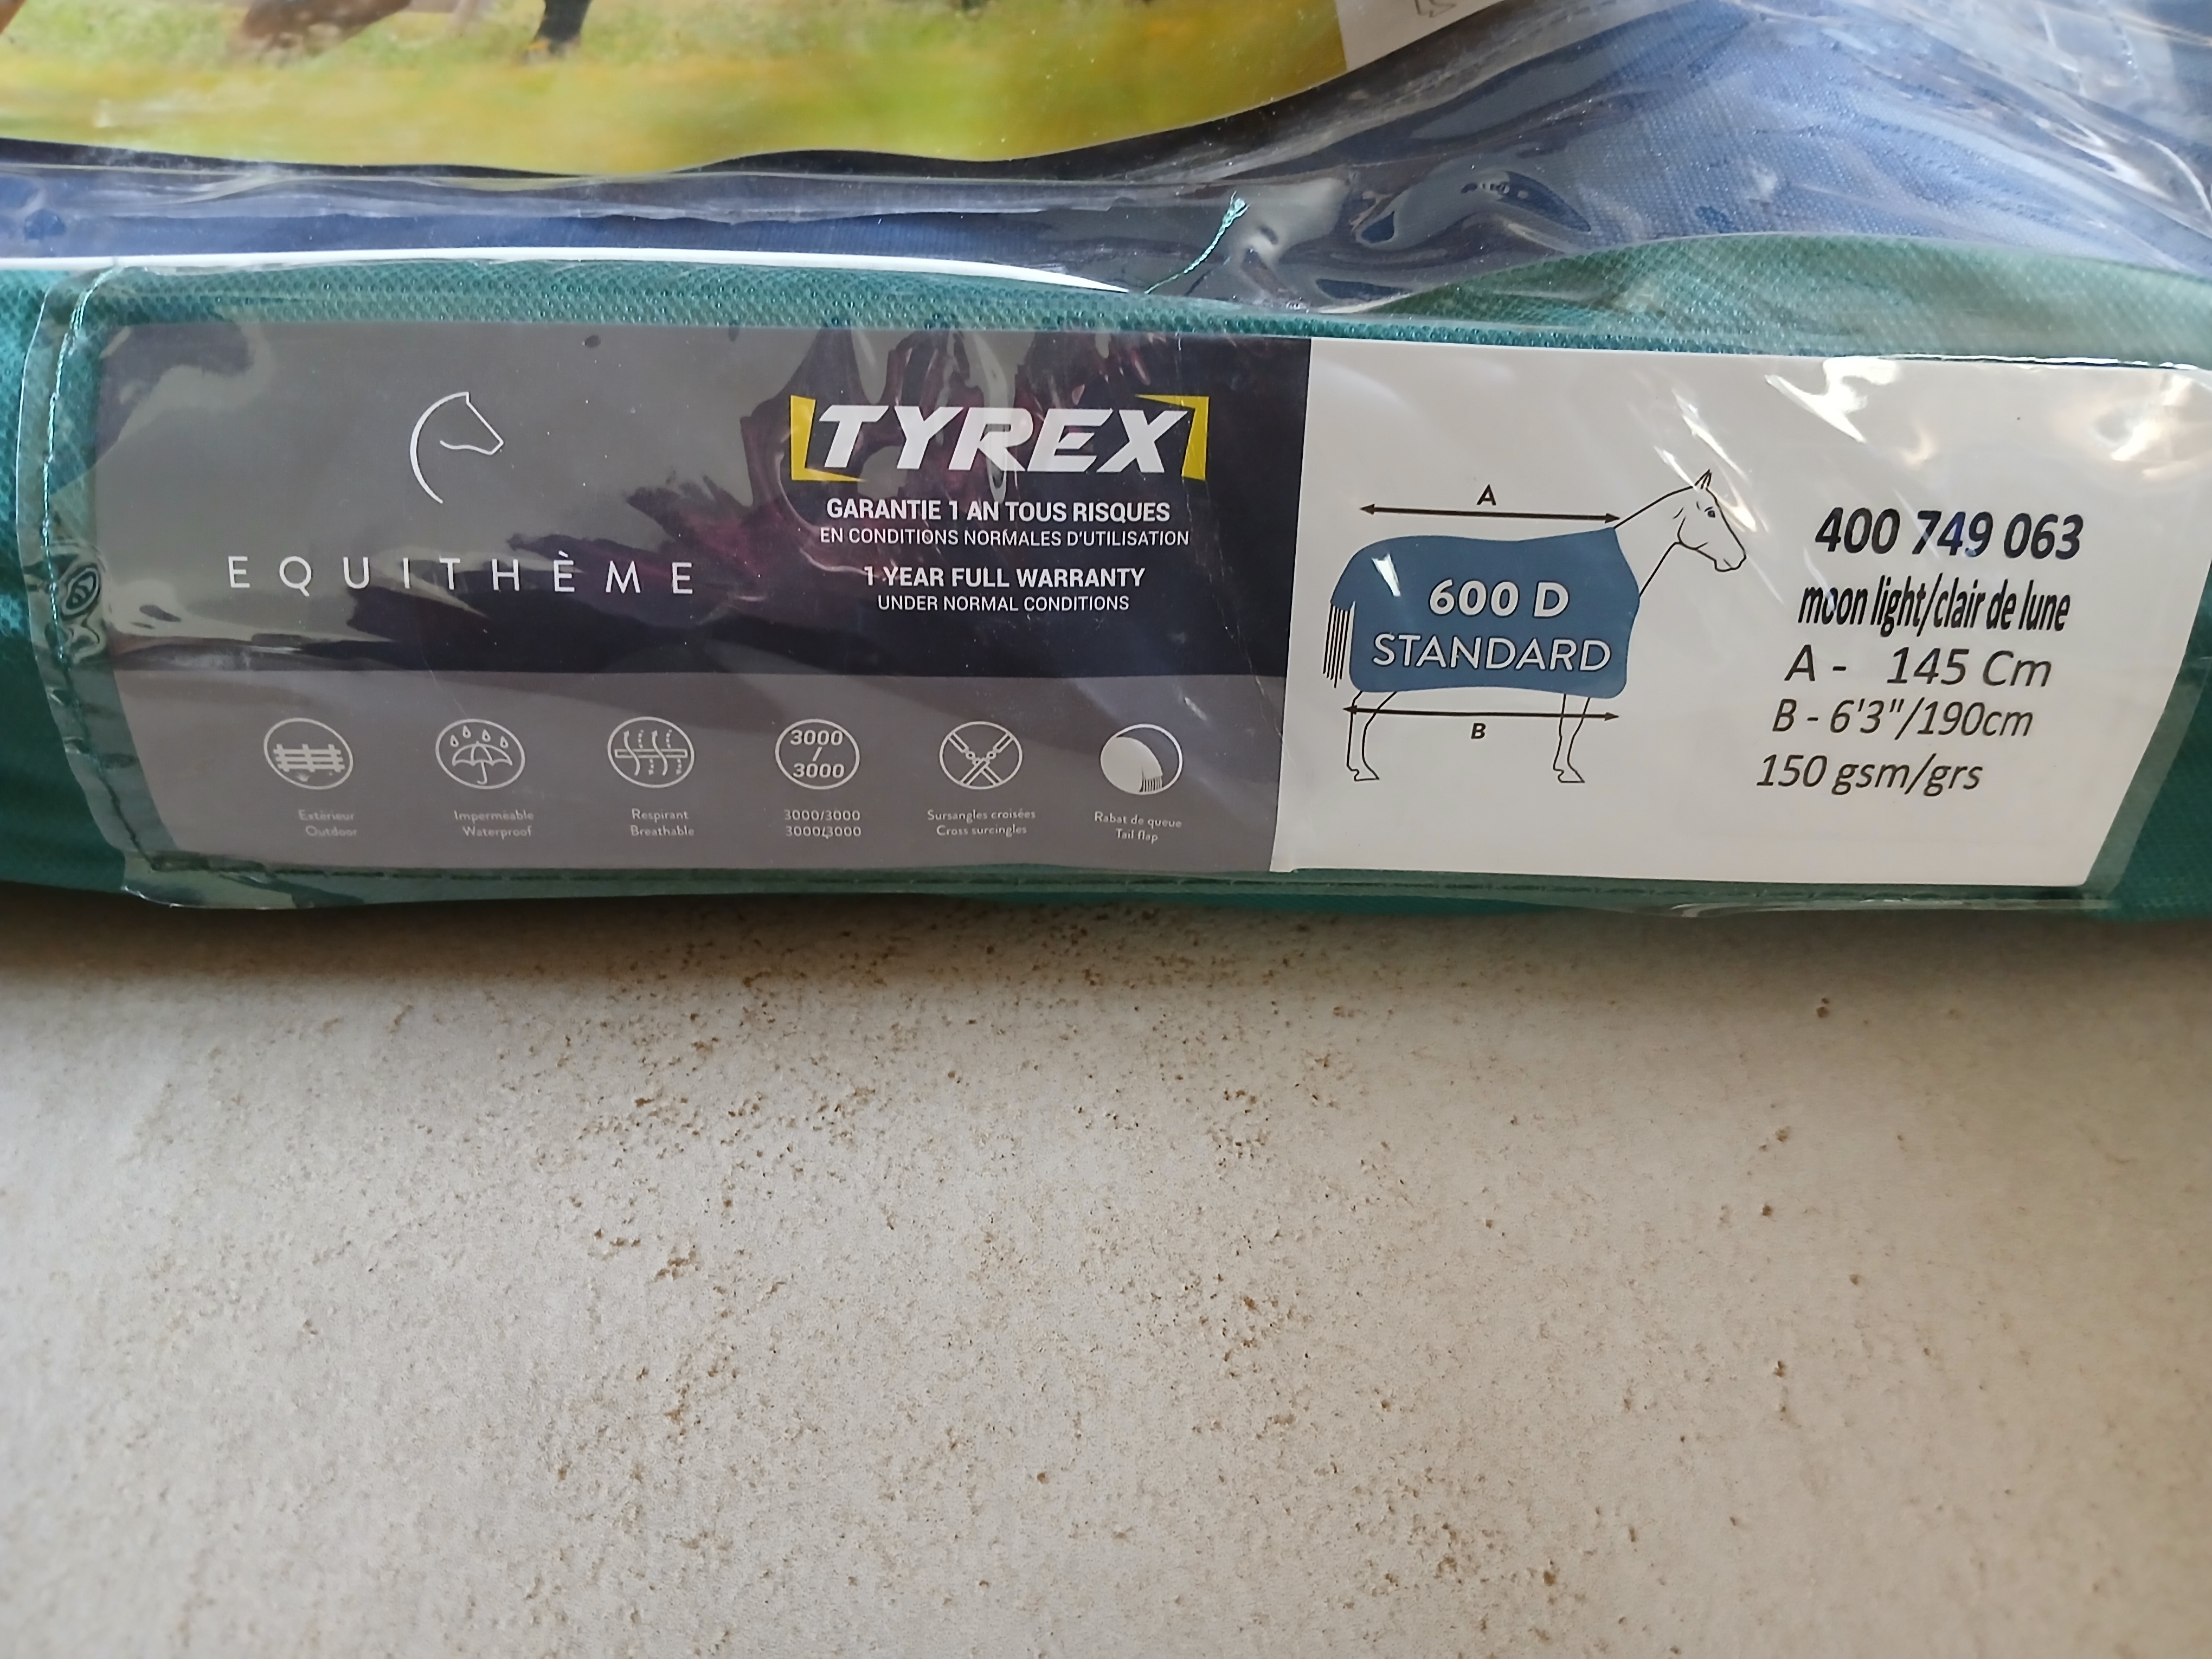 EQUITHÈME
TYREX
GARANTIE 1 AN TOUS RISQUES
EN CONDITIONS NORMALES D'UTILISATION
1 YEAR FULL WARRANTY
UNDER NORMAL CONDITIONS
3000
/
3000
Extérieur
Outdoor
Imperméable
Waterproof
Respirant
Breathable
3000/3000
3000/3000
Sursangles croisées
Cross surcingles
Rabat de queue
Tail flap
A
600 D
STANDARD
B
400 749 063
moon light/clair de lune
A - 145 Cm
B - 6'3"/190cm
150 gsm/grs